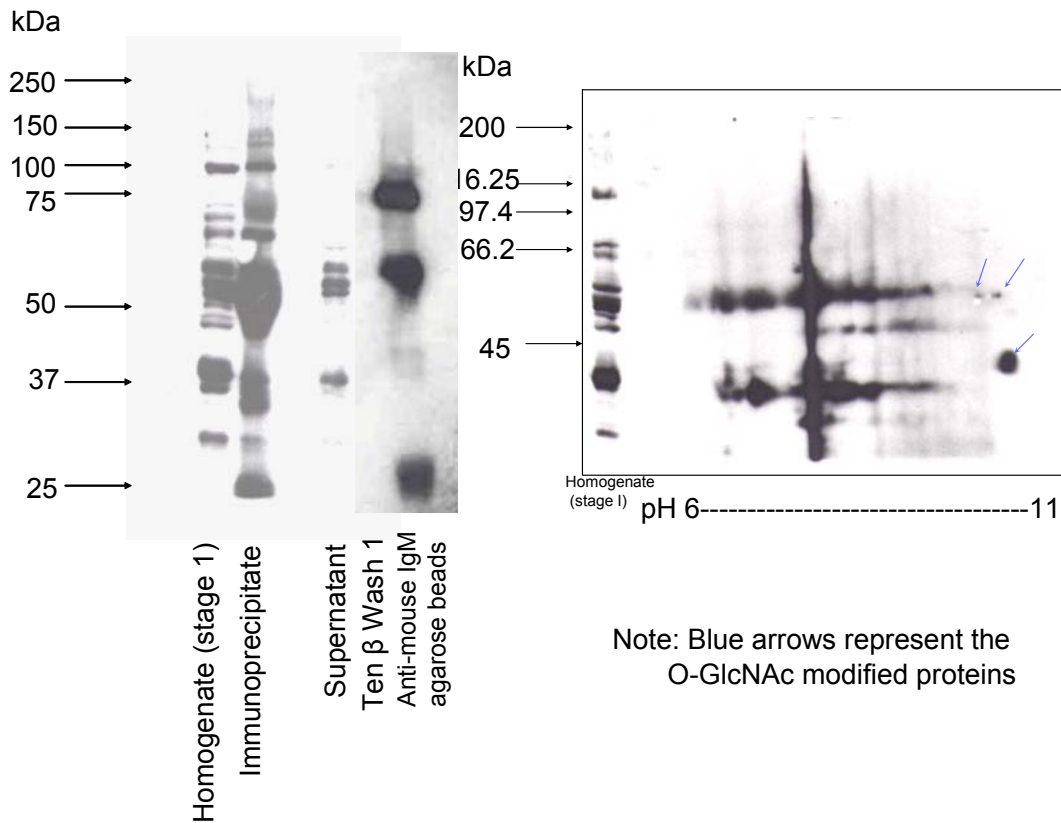 kDa
250
150
100
75
50
37
25
Homogenate (stage 1)
Immunoprecipitate
Supernatant
Ten β Wash 1
Anti-mouse IgM
agarose beads
kDa
200
16.25
97.4
66.2
45
Homogenate
(stage I)
pH 6----------------------------------11
Note: Blue arrows represent the
O-GlcNAc modified proteins